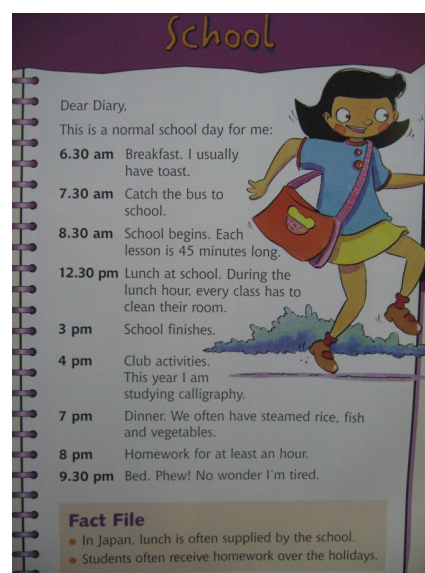 School
Dear Diary,
This is a normal school day for me:
6.30 am Breakfast. I usually
have toast.
7.30 am Catch the bus to
school.
8.30 am School begins. Each
lesson is 45 minutes long.
12.30 pm Lunch at school. During the
lunch hour, every class has to
clean their room.
3 pm School finishes.
4 pm Club activities.
This year I am
studying calligraphy.
7 pm Dinner. We often have steamed rice, fish
and vegetables.
8 pm Homework for at least an hour.
9.30 pm Bed. Phew! No wonder I'm tired.
Fact File
• In Japan, lunch is often supplied by the school.
• Students often receive homework over the holidays.